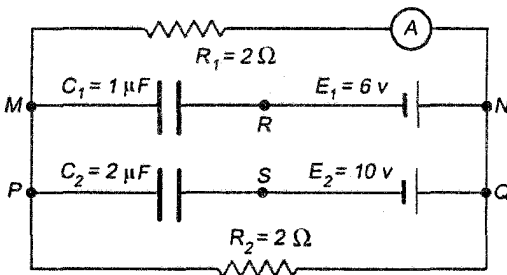 A
R₁ = 2 Ω
M C₁ = 1 μF R E₁ = 6 v N
P C₂ = 2 μF S E₂ = 10 v Q
R₂ = 2 Ω